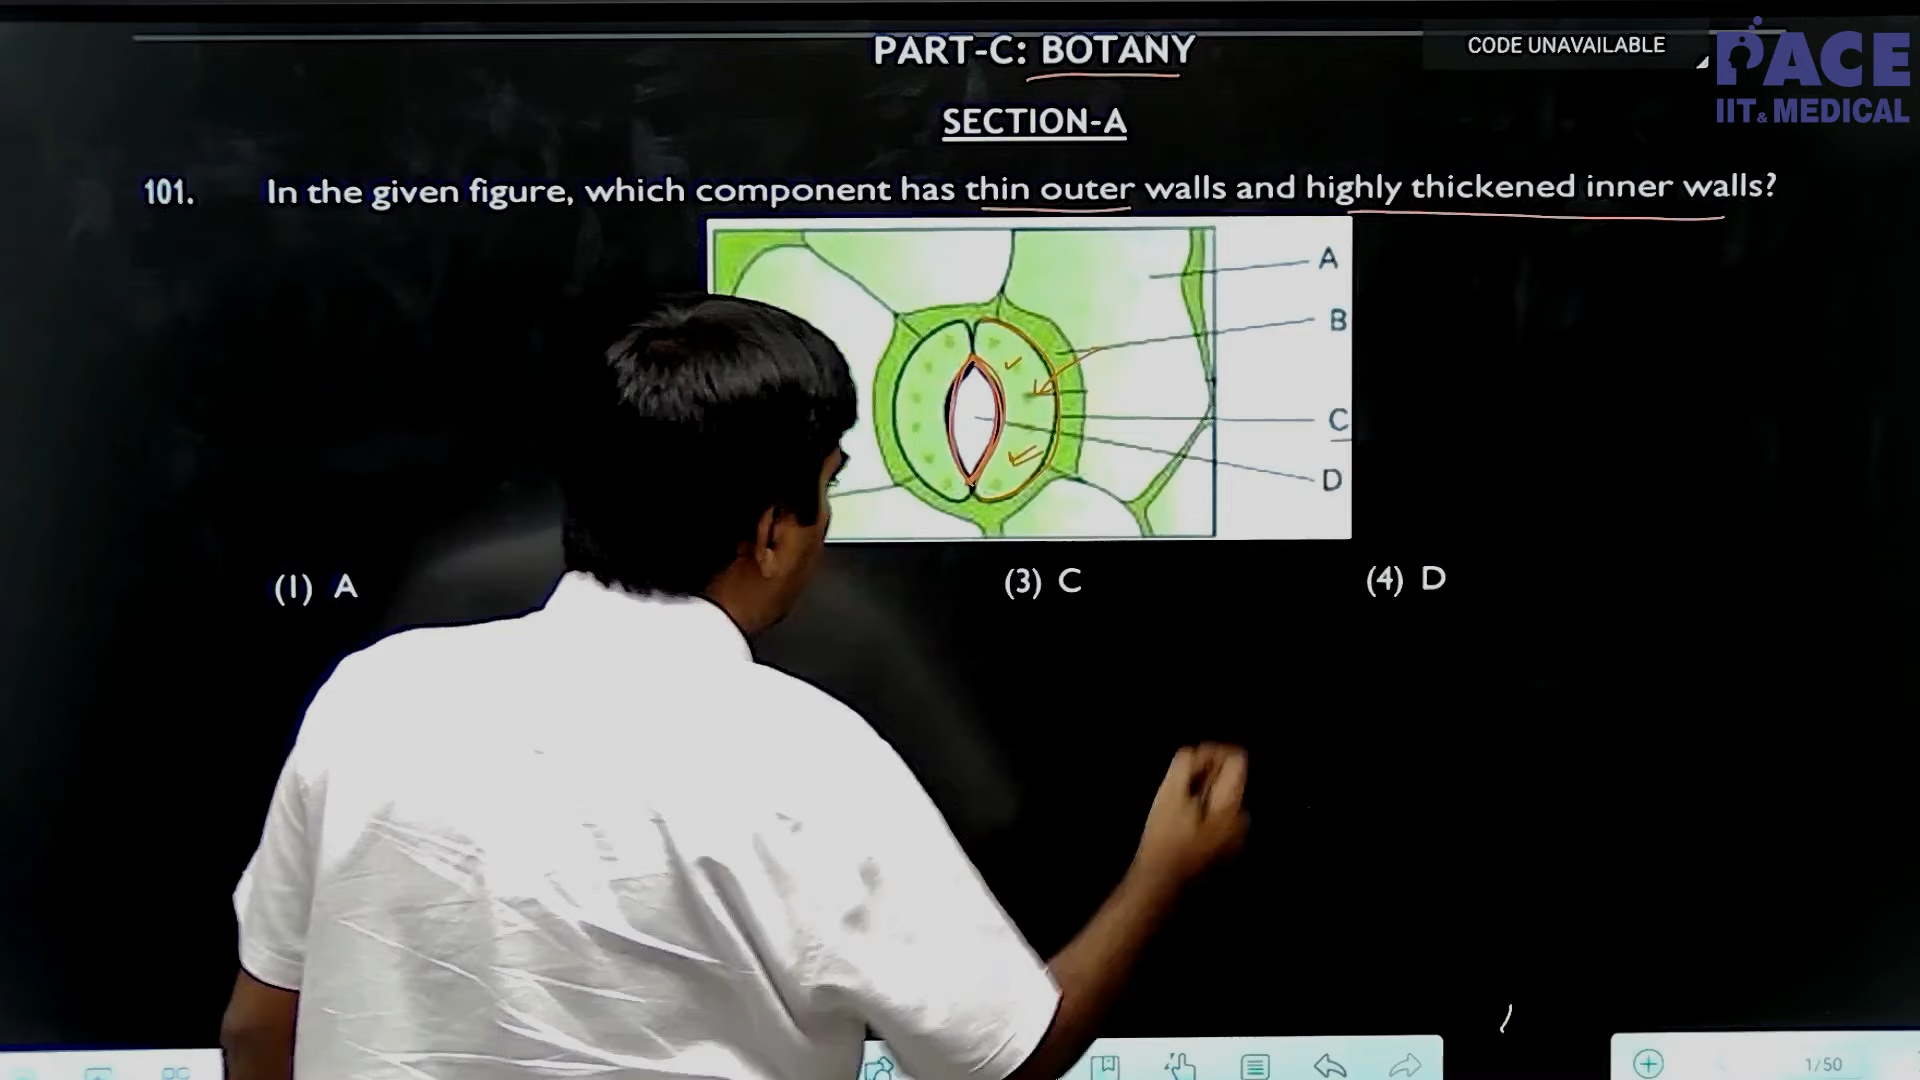 PART-C: BOTANY
CODE UNAVAILABLE
PACE
IIT & MEDICAL
SECTION-A
101. In the given figure, which component has thin outer walls and highly thickened inner walls?
A
B
C
D
(1) A
(3) C
(4) D
1/50